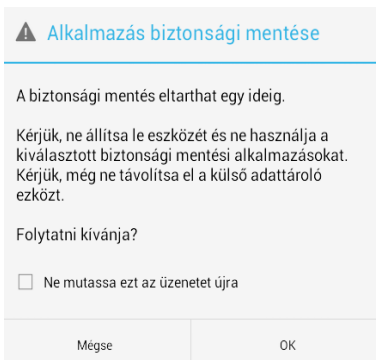 Alkalmazás biztonsági mentése
A biztonsági mentés eltarthat egy ideig.
Kérjük, ne állítsa le eszközét és ne használja a
kiválasztott biztonsági mentési alkalmazásokat.
Kérjük, még ne távolítsa el a külső adattároló
ezközt.
Folytatni kívánja?
Ne mutassa ezt az üzenetet újra
Mégse
OK